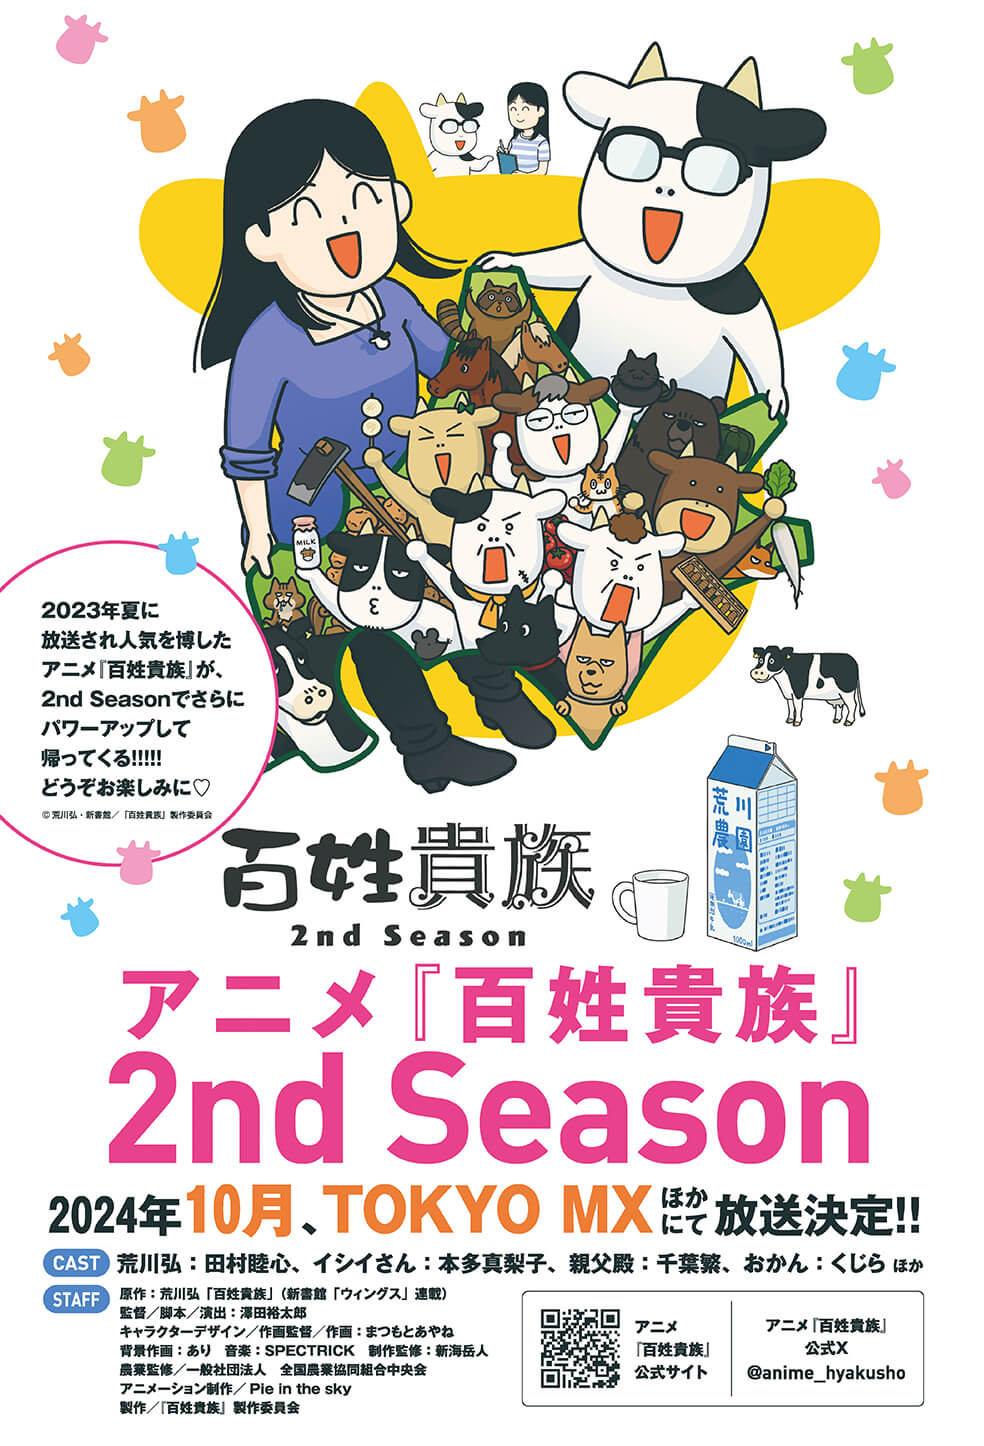 MILK
2023年夏に
放送され人気を博した
アニメ『百姓貴族』が、
2nd Seasonでさらに
パワーアップして
帰ってくる!!!!!
どうぞお楽しみに♡
©荒川弘・新書館／「百姓貴族」製作委員会
荒川
農園
1000ml
百姓貴族
2nd Season
アニメ『百姓貴族』
2nd Season
2024年10月、TOKYO MXほかにて放送決定!!
CAST 荒川弘：田村睦心、イシイさん：本多真梨子、親父殿：千葉繁、おかん：くじら ほか
STAFF 原作：荒川弘「百姓貴族」（新書館「ウィングス」連載）
監督／脚本／演出：澤田裕太郎
キャラクターデザイン／作画監督／作画：まつもとあやね
背景作画：あり 音楽：SPECTRICK 制作監修：新海岳人
農業監修／一般社団法人 全国農業協同組合中央会
アニメーション制作／Pie in the sky
製作／『百姓貴族』製作委員会
アニメ
『百姓貴族』
公式サイト
アニメ『百姓貴族』
公式X
@anime_hyakusho